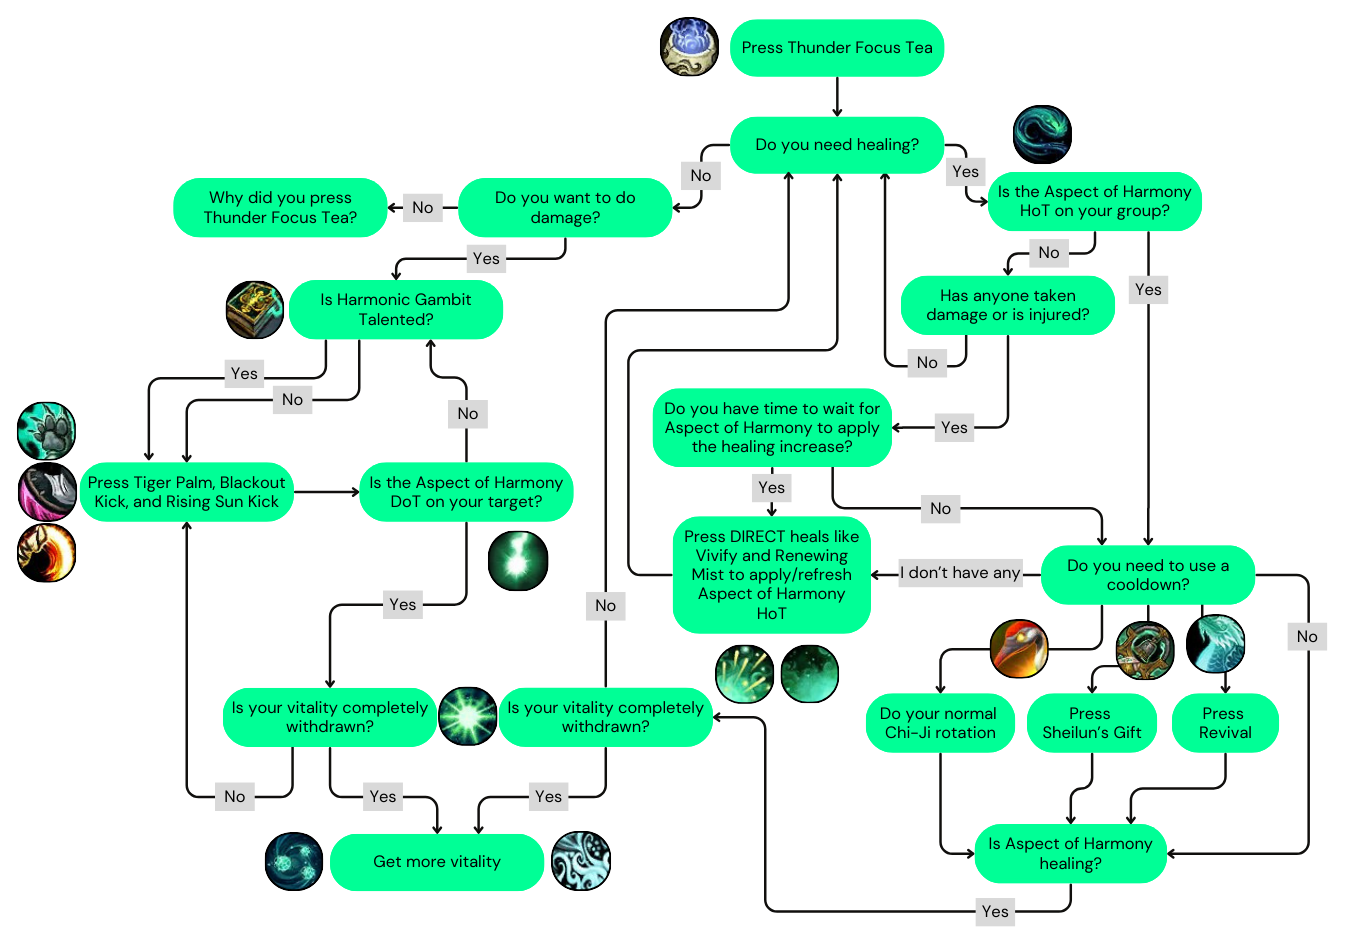 Press Thunder Focus Tea
Do you need healing?
No
Yes
Why did you press
Thunder Focus Tea?
No
Do you want to do
damage?
Is the Aspect of Harmony
HoT on your group?
Yes
No
Yes
Is Harmonic Gambit
Talented?
Has anyone taken
damage or is injured?
Yes
No
No
No
Yes
Do you have time to wait for
Aspect of Harmony to apply
the healing increase?
Press Tiger Palm, Blackout
Kick, and Rising Sun Kick
Is the Aspect of Harmony
DoT on your target?
Yes
No
Press DIRECT heals like
Vivify and Renewing
Mist to apply/refresh
Aspect of Harmony
HoT
I don't have any
Do you need to use a
cooldown?
Yes
No
No
Is your vitality completely
withdrawn?
Is your vitality completely
withdrawn?
Do your normal
Chi-Ji rotation
Press
Sheilun's Gift
Press
Revival
No
Yes
Yes
Get more vitality
Is Aspect of Harmony
healing?
Yes